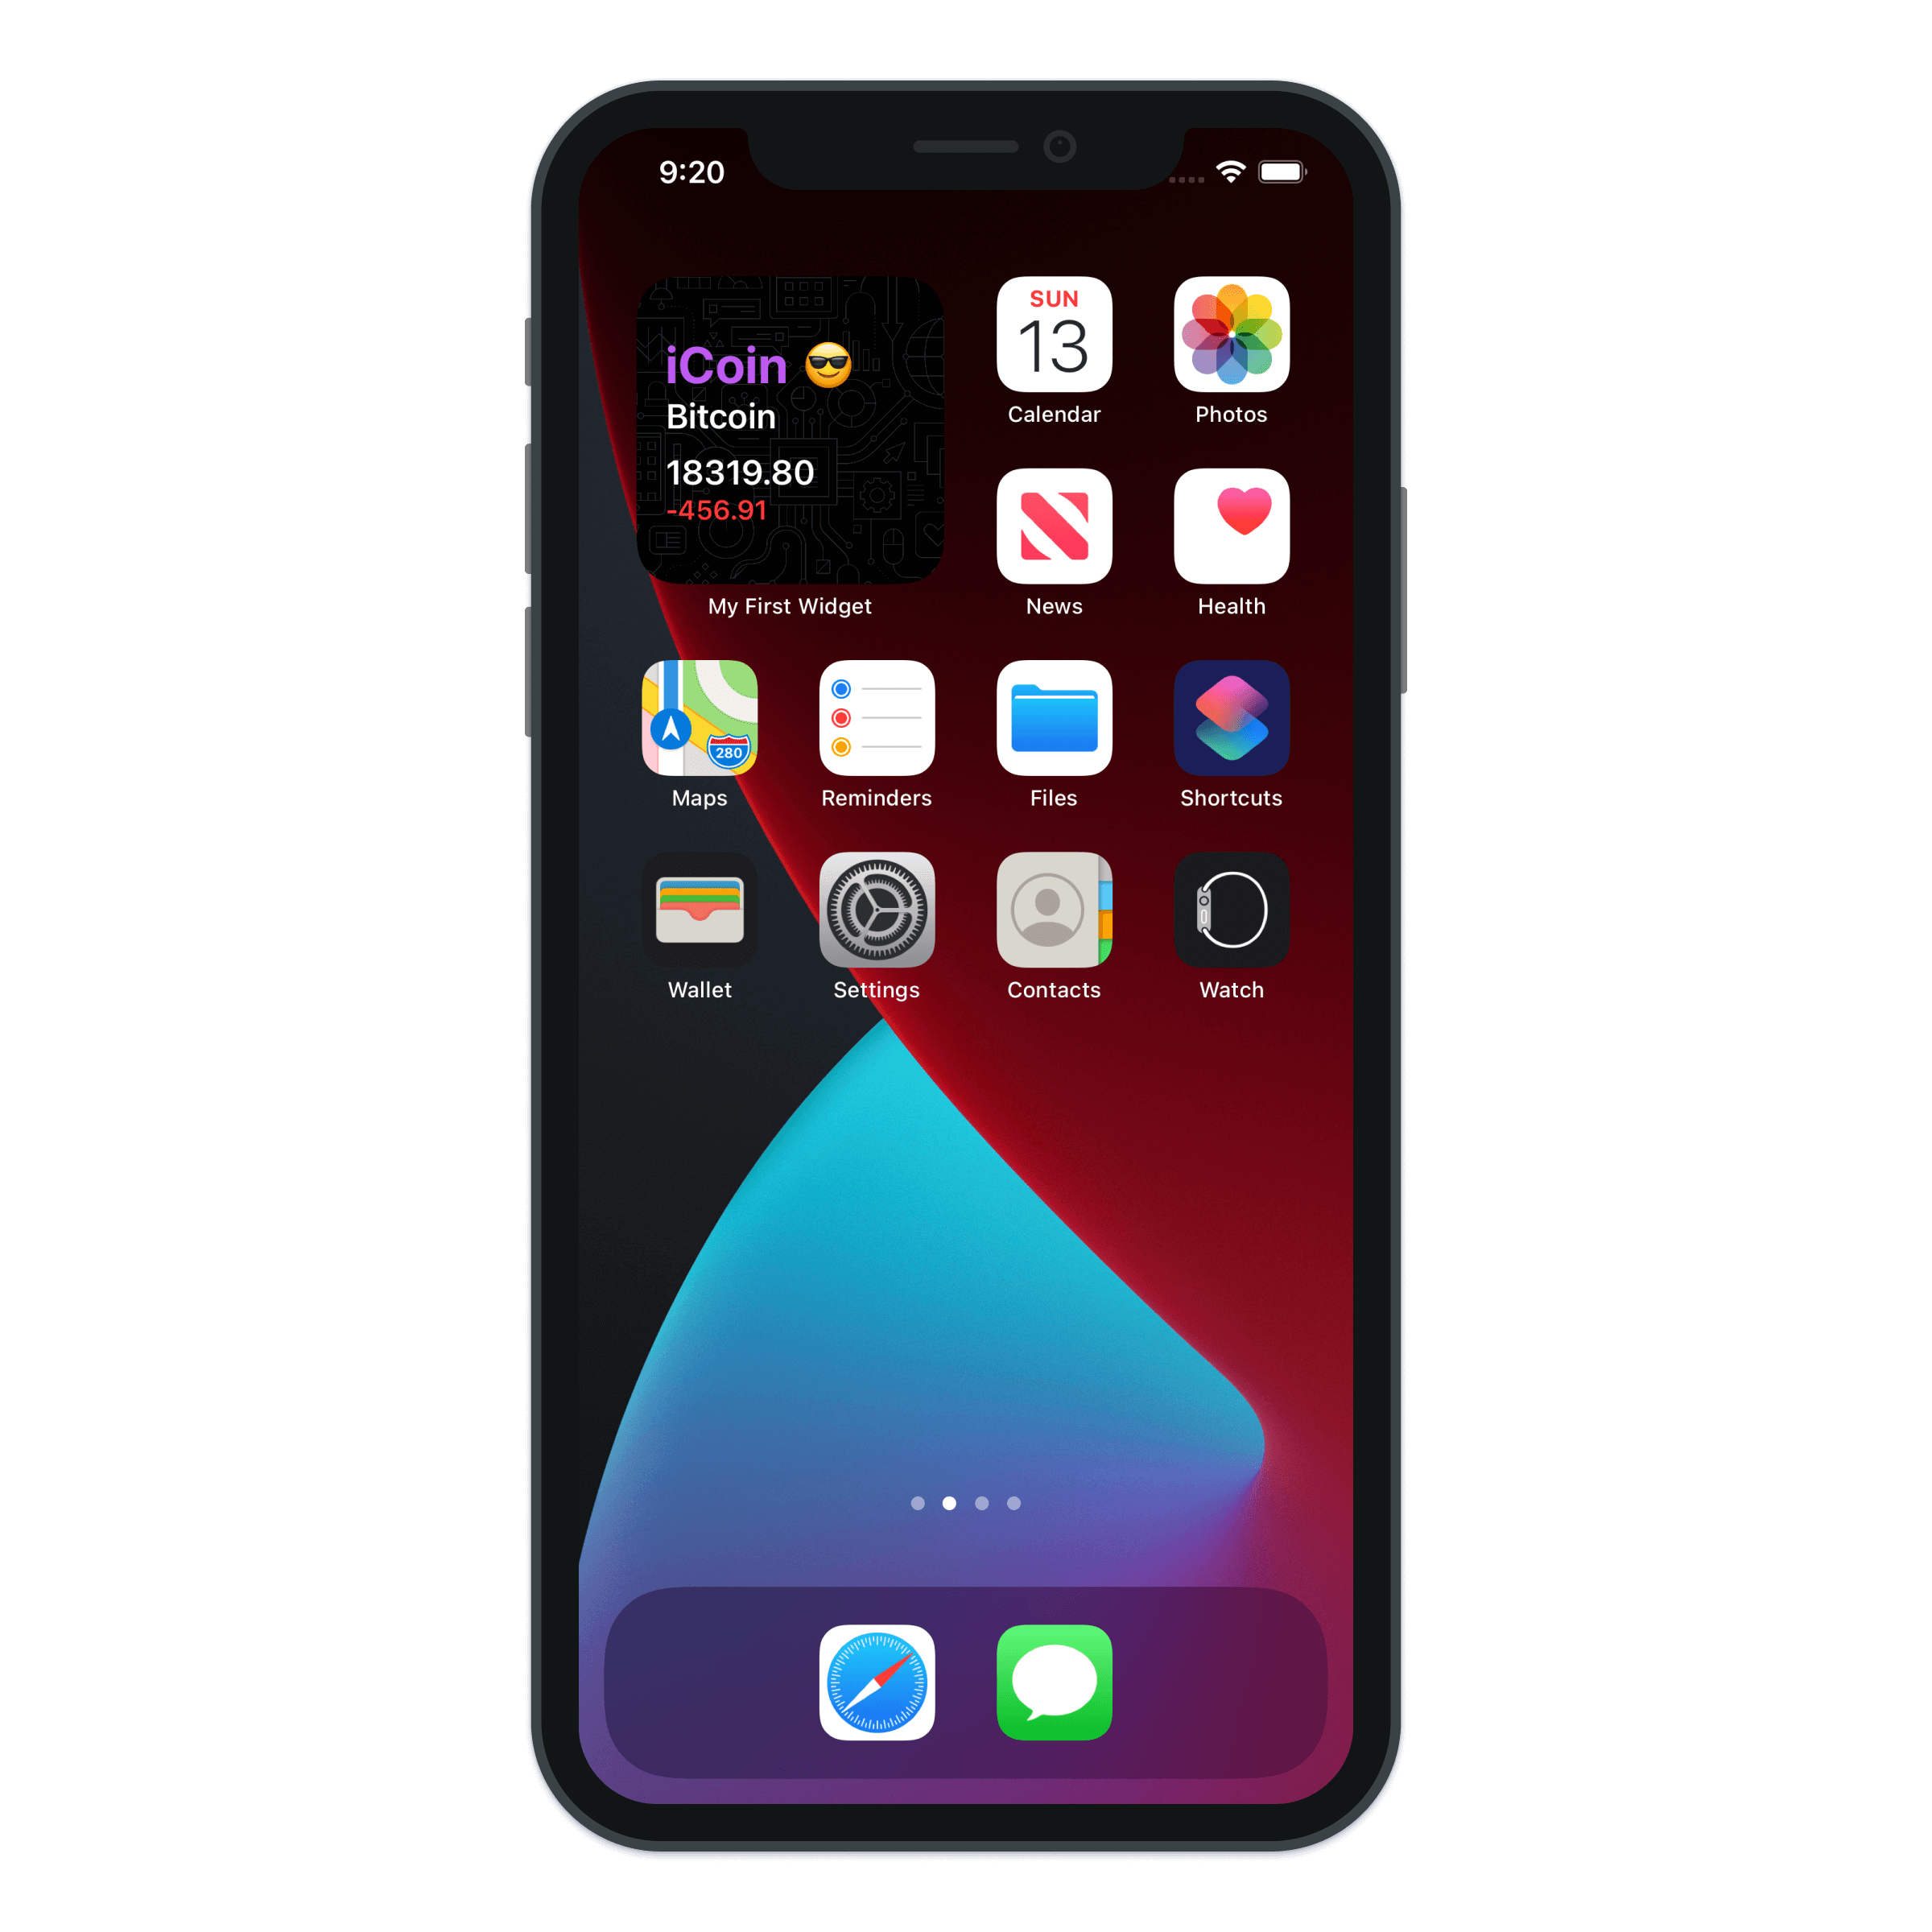 9:20
iCoin 😎
Bitcoin
18319.80
-456.91
My First Widget
SUN
13
Calendar
Photos
News
Health
280
Maps
Reminders
Files
Shortcuts
Wallet
Settings
Contacts
Watch